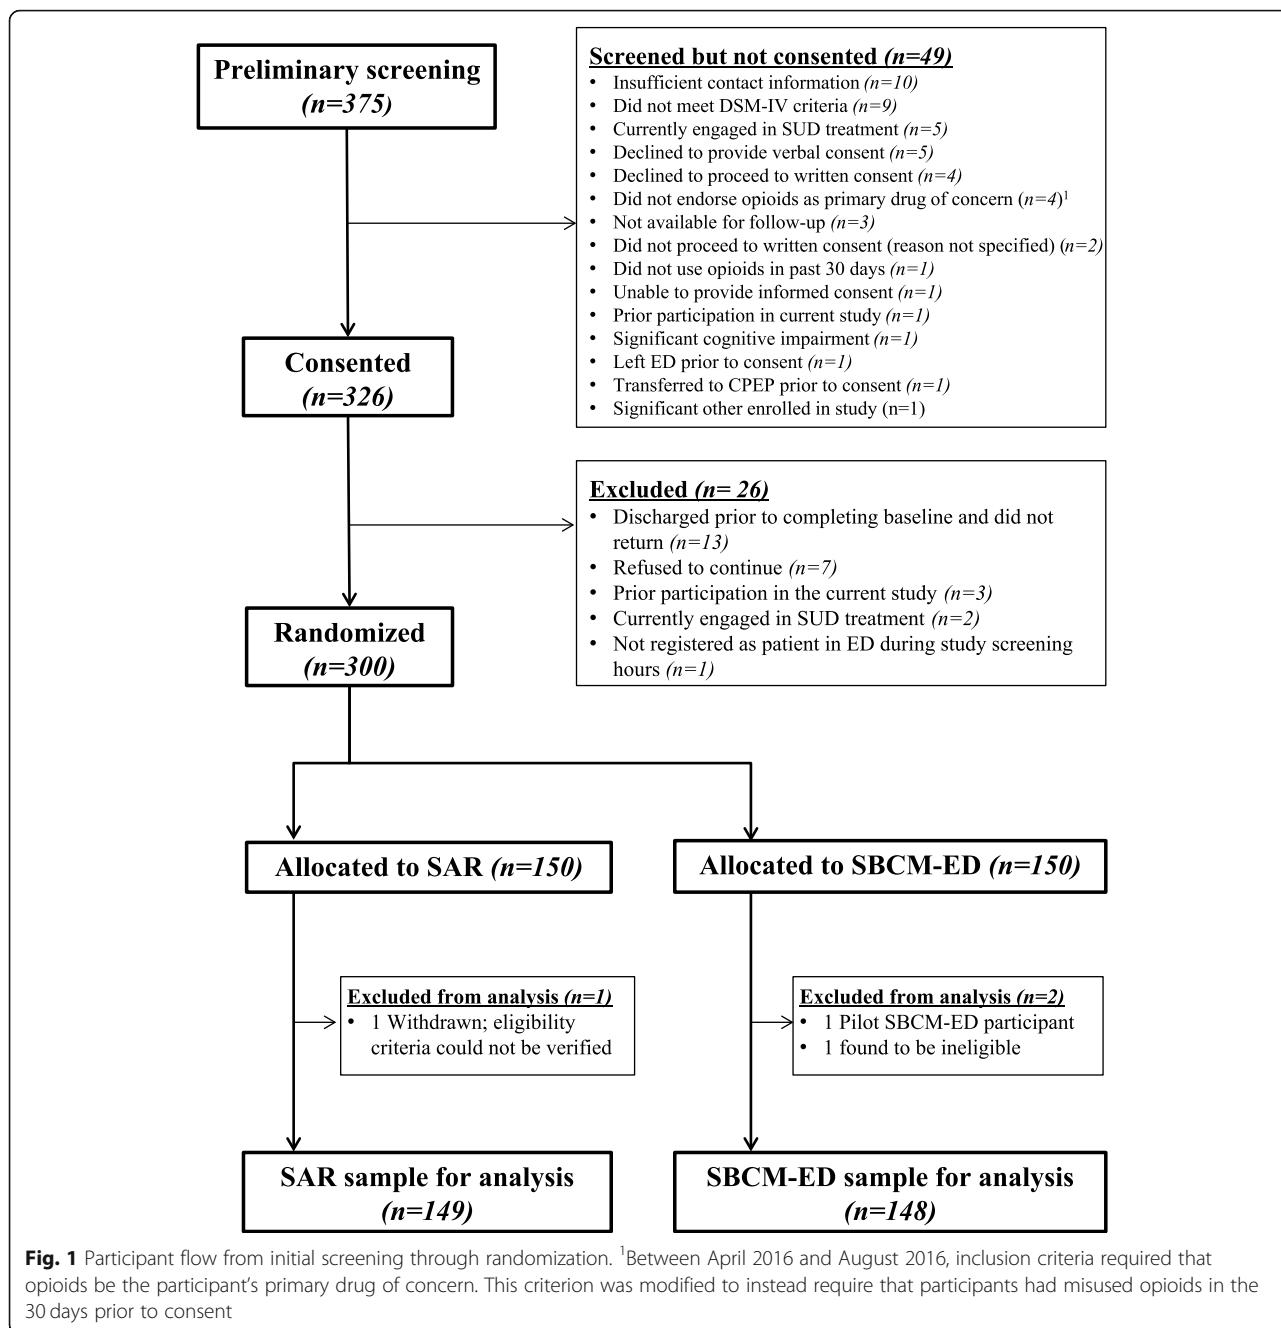 Preliminary screening
(n=375)
Screened but not consented (n=49)
• Insufficient contact information (n=10)
• Did not meet DSM-IV criteria (n=9)
• Currently engaged in SUD treatment (n=5)
• Declined to provide verbal consent (n=5)
• Declined to proceed to written consent (n=4)
• Did not endorse opioids as primary drug of concern (n=4)¹
• Not available for follow-up (n=3)
• Did not proceed to written consent (reason not specified) (n=2)
• Did not use opioids in past 30 days (n=1)
• Unable to provide informed consent (n=1)
• Prior participation in current study (n=1)
• Significant cognitive impairment (n=1)
• Left ED prior to consent (n=1)
• Transferred to CPEP prior to consent (n=1)
• Significant other enrolled in study (n=1)
Consented
(n=326)
Excluded (n= 26)
• Discharged prior to completing baseline and did not
return (n=13)
• Refused to continue (n=7)
• Prior participation in the current study (n=3)
• Currently engaged in SUD treatment (n=2)
• Not registered as patient in ED during study screening
hours (n=1)
Randomized
(n=300)
Allocated to SAR (n=150)
Allocated to SBCM-ED (n=150)
Excluded from analysis (n=1)
• 1 Withdrawn; eligibility
criteria could not be verified
Excluded from analysis (n=2)
• 1 Pilot SBCM-ED participant
• 1 found to be ineligible
SAR sample for analysis
(n=149)
SBCM-ED sample for analysis
(n=148)
Fig. 1 Participant flow from initial screening through randomization. ¹Between April 2016 and August 2016, inclusion criteria required that
opioids be the participant's primary drug of concern. This criterion was modified to instead require that participants had misused opioids in the
30 days prior to consent